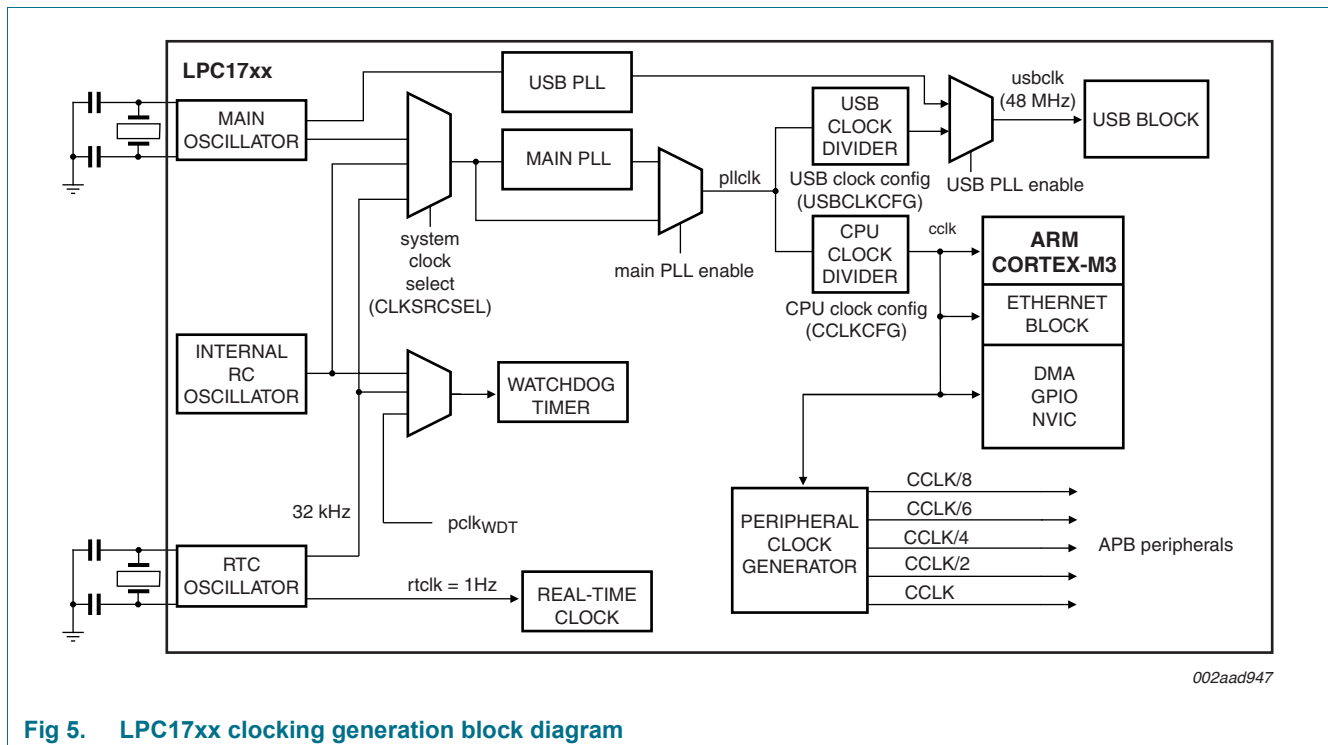 LPC17xx
MAIN
OSCILLATOR
USB PLL
MAIN PLL
system
clock
select
(CLKSRCSEL)
main PLL enable
pllclk
USB
CLOCK
DIVIDER
USB clock config
(USBCLKCFG)
USB PLL enable
usbclk
(48 MHz)
USB BLOCK
CPU
CLOCK
DIVIDER
CPU clock config
(CCLKCFG)
cclk
ARM
CORTEX-M3
ETHERNET
BLOCK
DMA
GPIO
NVIC
INTERNAL
RC
OSCILLATOR
WATCHDOG
TIMER
pclkWDT
32 kHz
RTC
OSCILLATOR
rtclk = 1Hz
REAL-TIME
CLOCK
PERIPHERAL
CLOCK
GENERATOR
CCLK/8
CCLK/6
CCLK/4
CCLK/2
CCLK
APB peripherals
002aad947
Fig 5. LPC17xx clocking generation block diagram